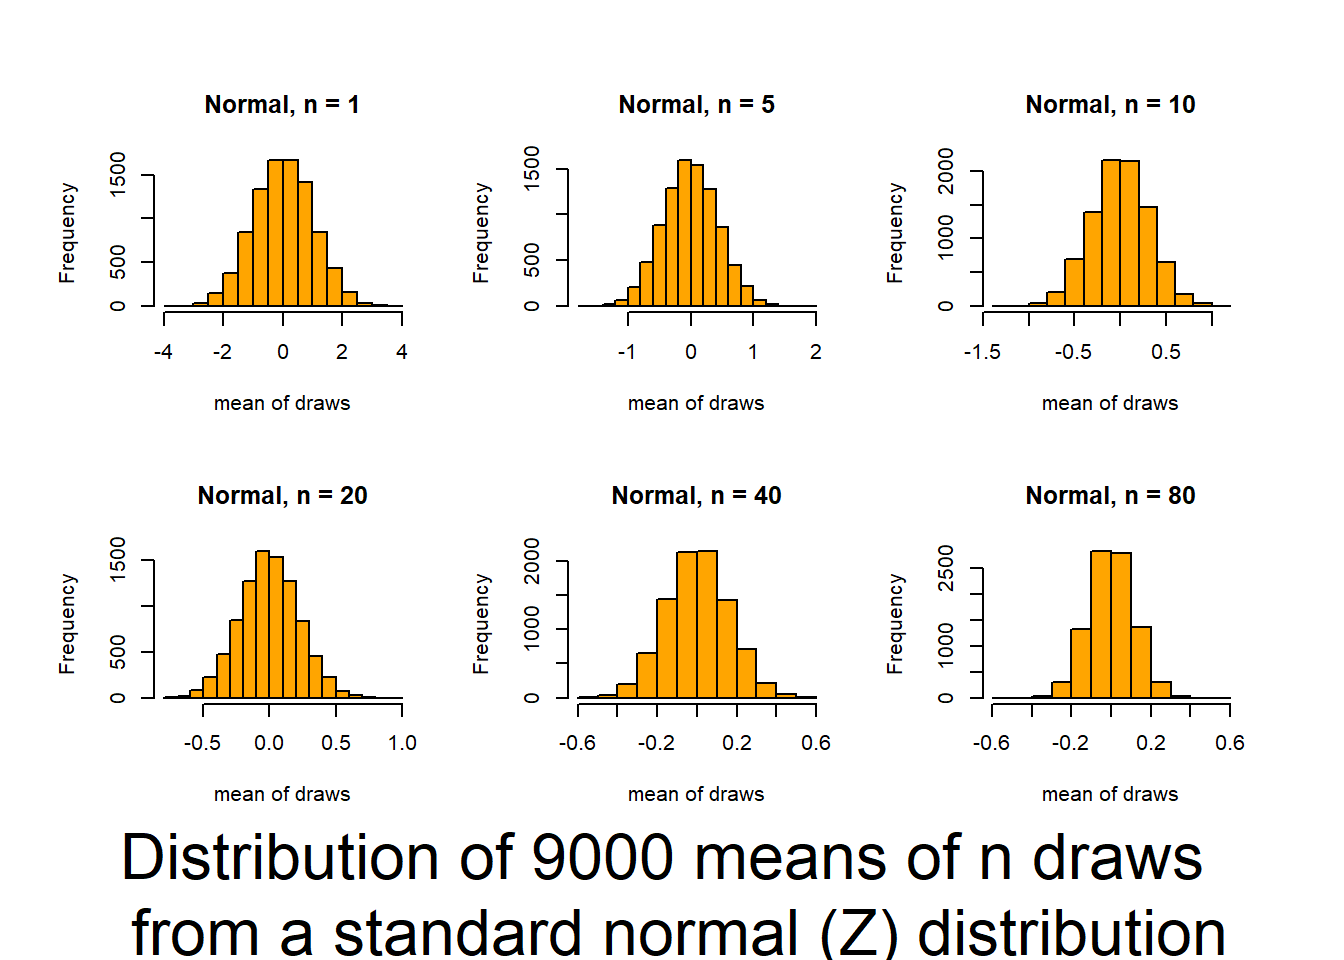 Normal, n = 1
Frequency
1500
500
0
-4 -2 0 2 4
mean of draws
Normal, n = 5
Frequency
1500
500
0
-1 0 1 2
mean of draws
Normal, n = 10
Frequency
2000
1000
0
-1.5 -0.5 0.5
mean of draws
Normal, n = 20
Frequency
1500
500
0
-0.5 0.0 0.5 1.0
mean of draws
Normal, n = 40
Frequency
2000
1000
0
-0.6 -0.2 0.2 0.6
mean of draws
Normal, n = 80
Frequency
2500
1000
0
-0.6 -0.2 0.2 0.6
mean of draws
Distribution of 9000 means of n draws
from a standard normal (Z) distribution